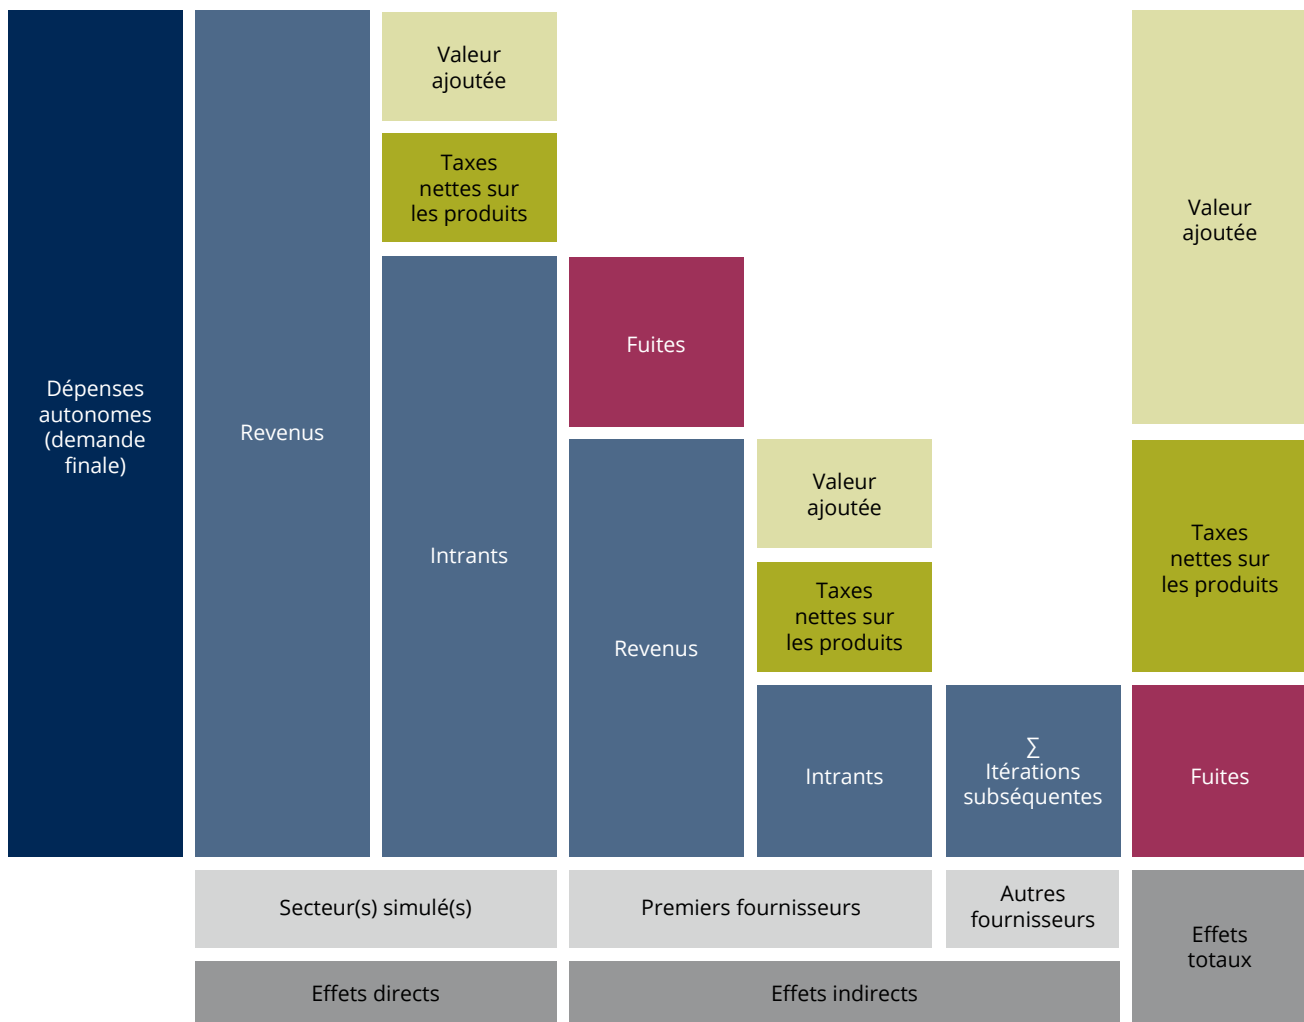 Dépenses
autonomes
(demande
finale)
Revenus
Valeur
ajoutée
Taxes
nettes sur
les produits
Intrants
Fuites
Revenus
Valeur
ajoutée
Taxes
nettes sur
les produits
Intrants
∑
Itérations
subséquentes
Valeur
ajoutée
Taxes
nettes sur
les produits
Fuites
Secteur(s) simulé(s)
Premiers fournisseurs
Autres
fournisseurs
Effets
totaux
Effets directs
Effets indirects